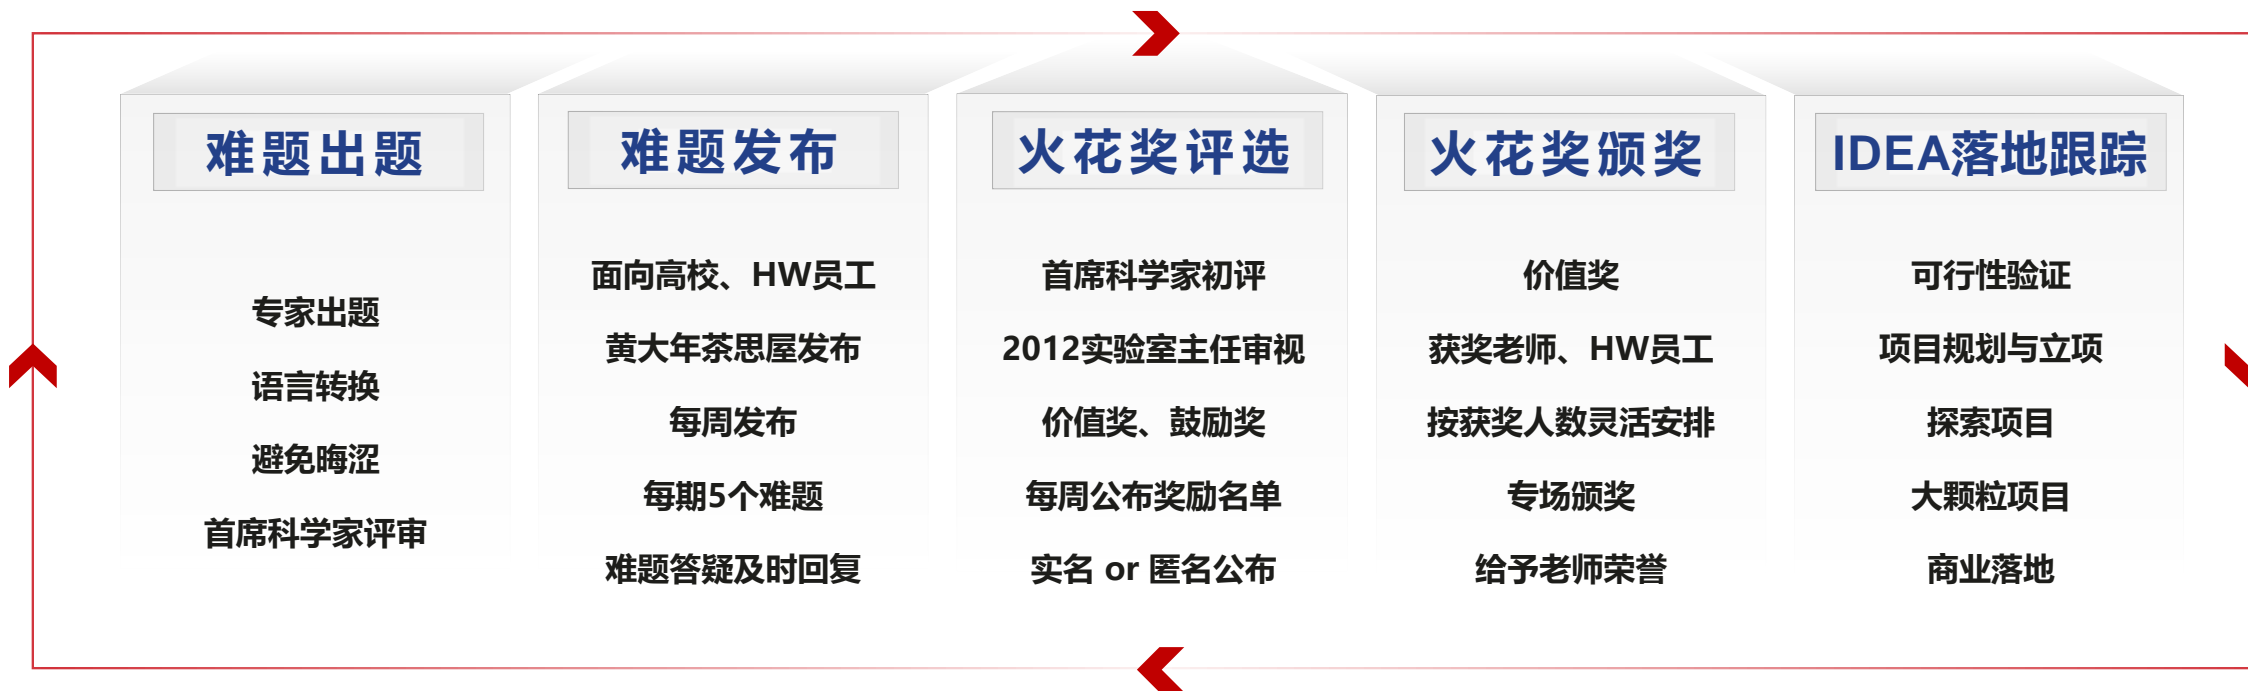 难题出题
专家出题
语言转换
避免晦涩
首席科学家评审
难题发布
面向高校、HW员工
黄大年茶思屋发布
每周发布
每期5个难题
难题答疑及时回复
火花奖评选
首席科学家初评
2012实验室主任审视
价值奖、鼓励奖
每周公布奖励名单
实名 or 匿名公布
火花奖颁奖
价值奖
获奖老师、HW员工
按获奖人数灵活安排
专场颁奖
给予老师荣誉
IDEA落地跟踪
可行性验证
项目规划与立项
探索项目
大颗粒项目
商业落地